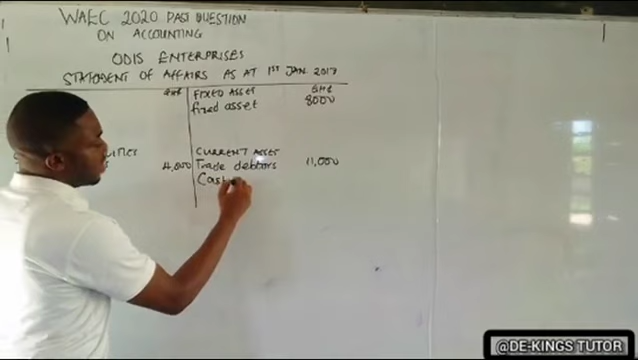 WAEC 2020 PAST QUESTION
ON ACCOUNTING
ODIS ENTERPRISES
STATEMENT OF AFFAIRS AS AT 1ST JAN. 2017
GH¢ FIXED ASSET GH¢
fixed asset 8000
CURRENT ASSET
4,000 Trade debtors 11,000
Cash
@DE-KINGS TUTOR